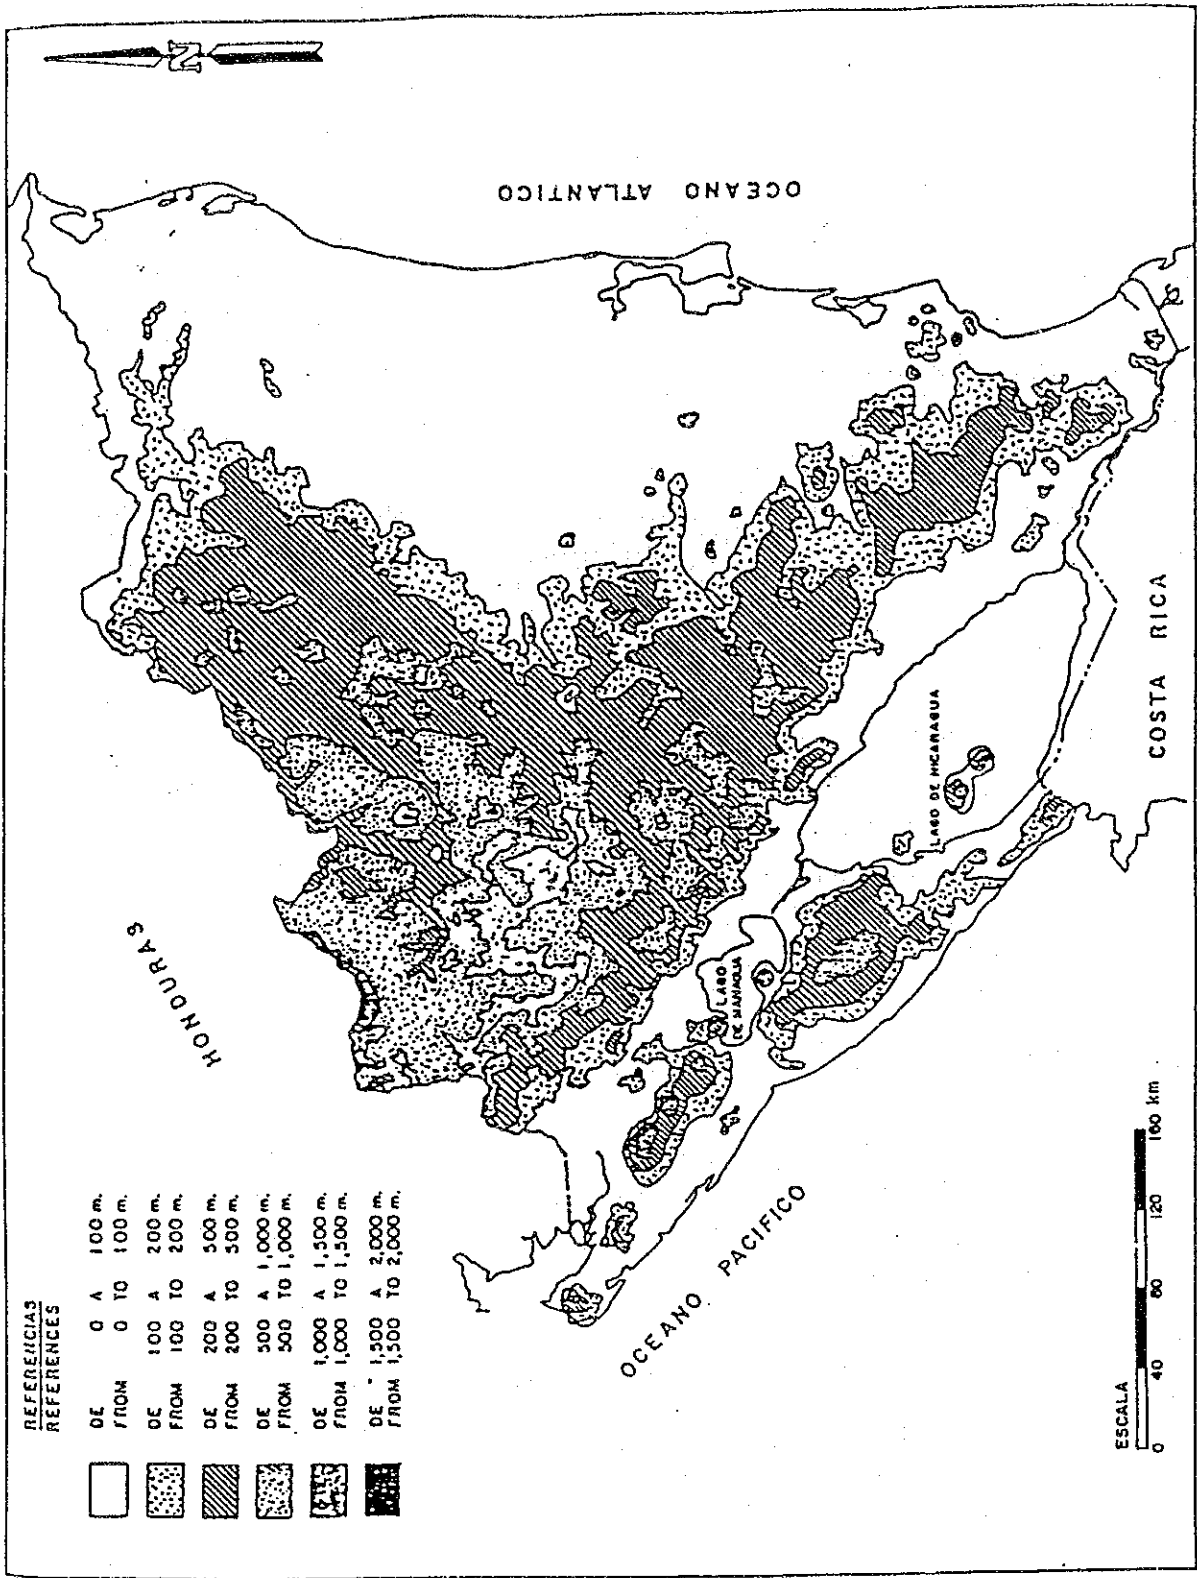 N
OCEANO ATLANTICO
HONDURAS
LAGO DE NICARAGUA
LAGO
DE MANAGUA
COSTA RICA
OCEANO PACIFICO
REFERENCIAS
REFERENCES
DE 0 A 100 m.
FROM 0 TO 100 m.
DE 100 A 200 m.
FROM 100 TO 200 m.
DE 200 A 500 m.
FROM 200 TO 500 m.
DE 500 A 1,000 m.
FROM 500 TO 1,000 m.
DE 1,000 A 1,500 m.
FROM 1,000 TO 1,500 m.
DE 1,500 A 2,000 m.
FROM 1,500 TO 2,000 m.
ESCALA
0 40 80 120 160 km